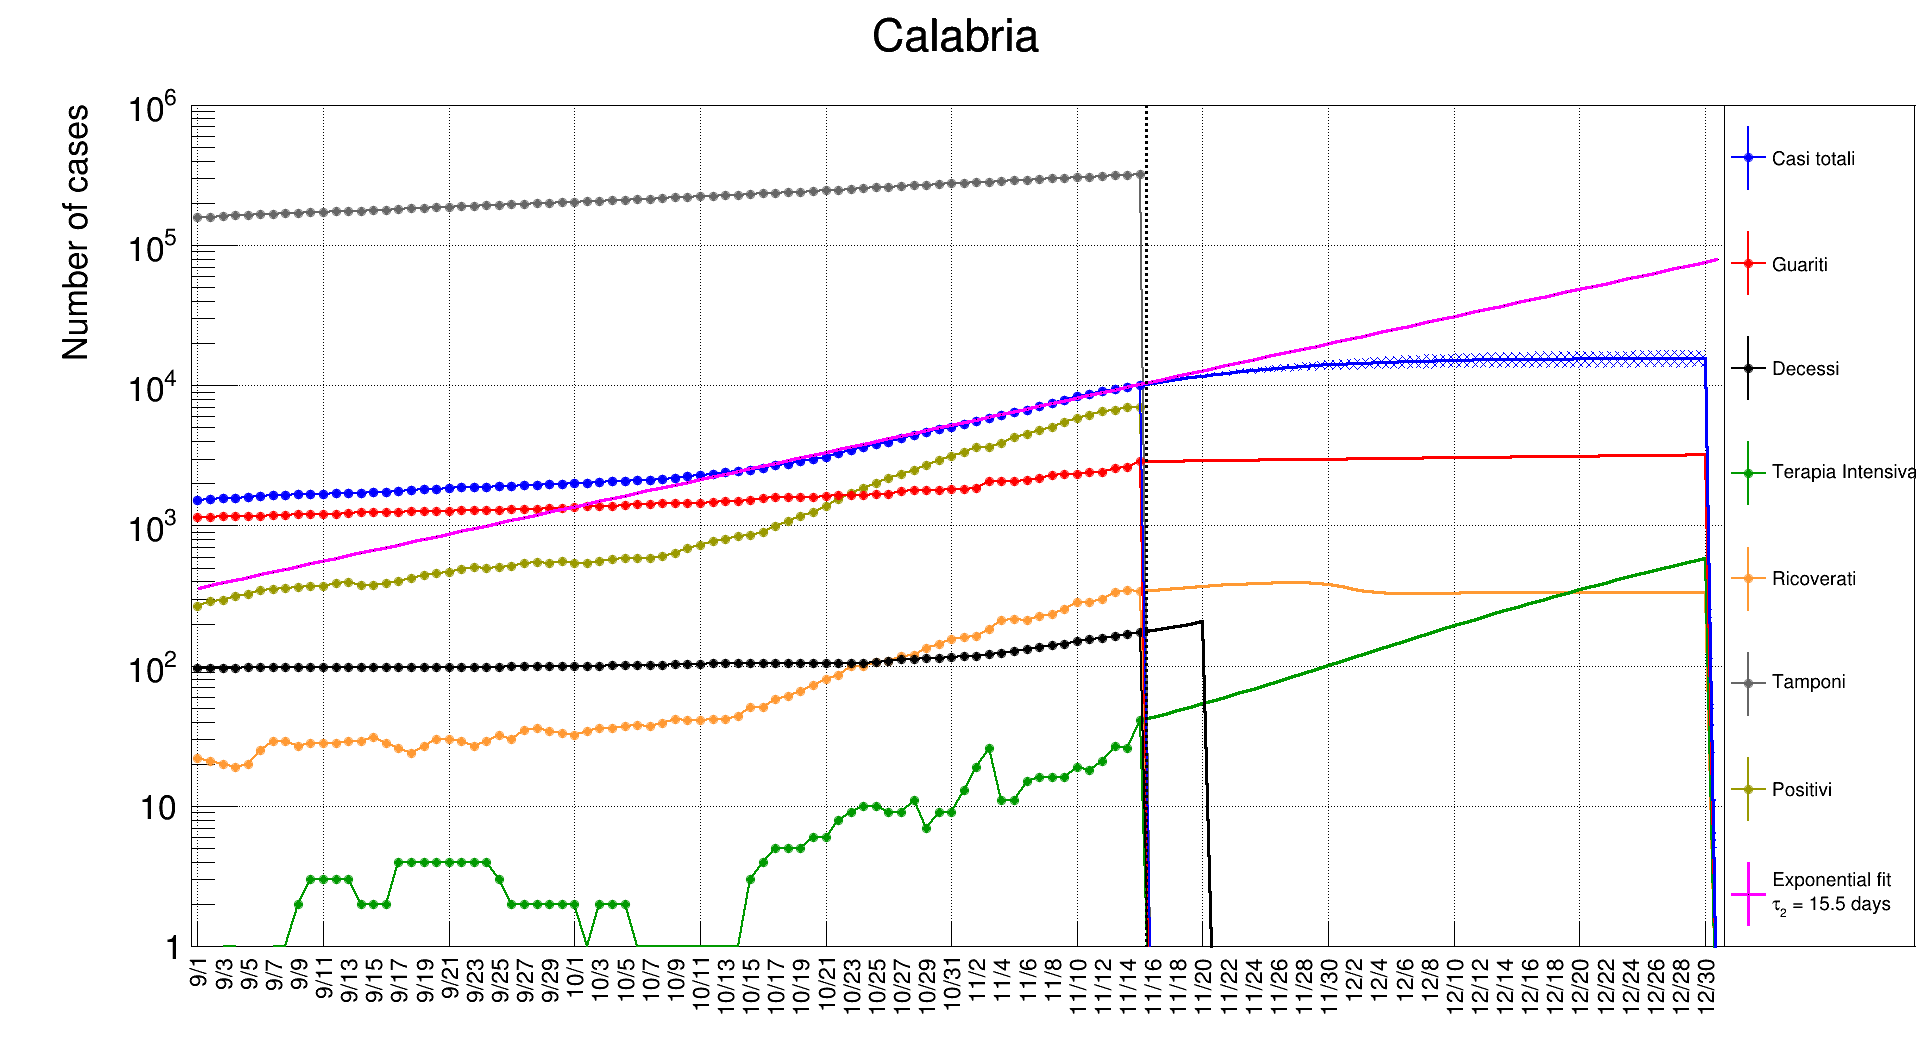 Calabria
Number of cases
10^6
10^5
10^4
10^3
10^2
10
1
9/1 9/3 9/5 9/7 9/9 9/11 9/13 9/15 9/17 9/19 9/21 9/23 9/25 9/27 9/29 10/1 10/3 10/5 10/7 10/9 10/11 10/13 10/15 10/17 10/19 10/21 10/23 10/25 10/27 10/29 10/31 11/2 11/4 11/6 11/8 11/10 11/12 11/14 11/16 11/18 11/20 11/22 11/24 11/26 11/28 11/30 12/2 12/4 12/6 12/8 12/10 12/12 12/14 12/16 12/18 12/20 12/22 12/24 12/26 12/28 12/30
Casi totali
Guariti
Decessi
Terapia Intensiva
Ricoverati
Tamponi
Positivi
Exponential fit
τ₂ = 15.5 days